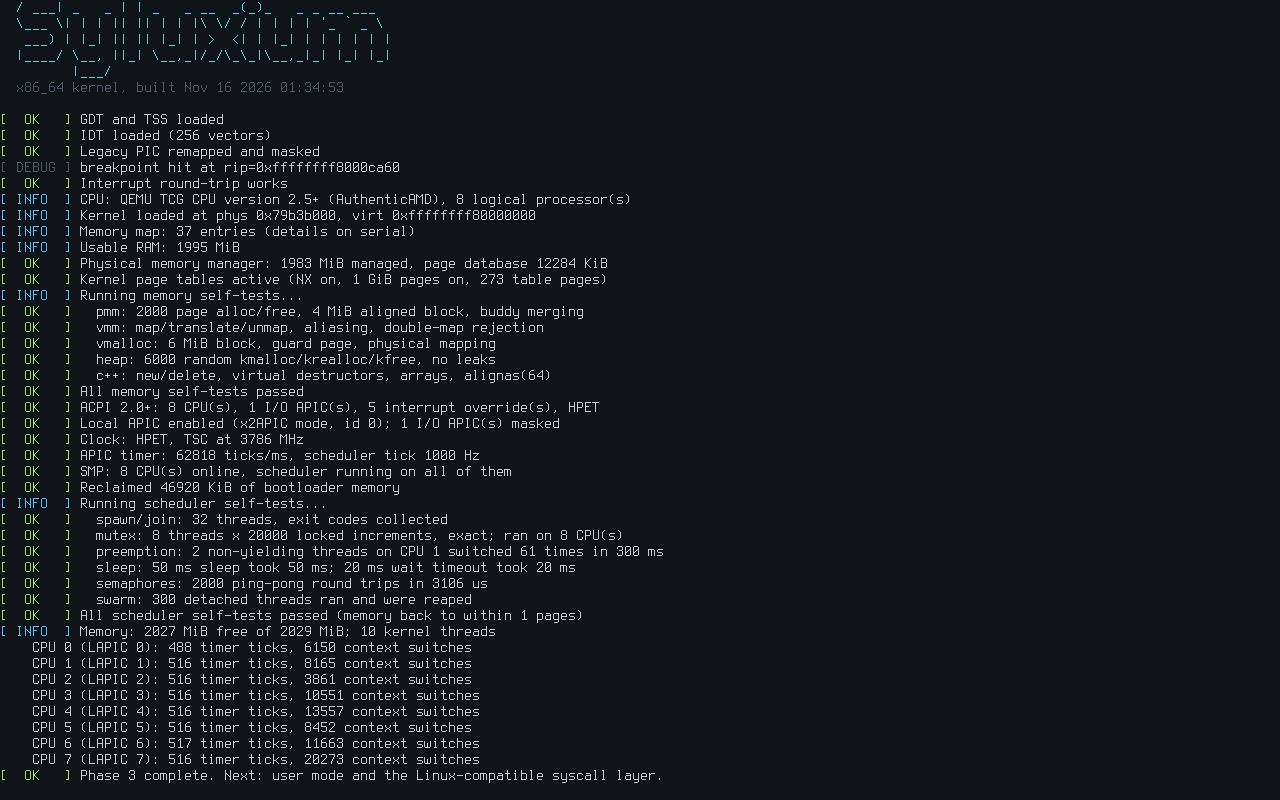 Syluxium
x86_64 kernel, built Nov 16 2026 01:34:53
[ OK ] GDT and TSS loaded
[ OK ] IDT loaded (256 vectors)
[ OK ] Legacy PIC remapped and masked
[ DEBUG ] breakpoint hit at rip=0xffffffff8000ca60
[ OK ] Interrupt round-trip works
[ INFO ] CPU: QEMU TCG CPU version 2.5+ (AuthenticAMD), 8 logical processor(s)
[ INFO ] Kernel loaded at phys 0x79b3b000, virt 0xffffffff80000000
[ INFO ] Memory map: 37 entries (details on serial)
[ INFO ] Usable RAM: 1995 MiB
[ OK ] Physical memory manager: 1983 MiB managed, page database 12284 KiB
[ OK ] Kernel page tables active (NX on, 1 GiB pages on, 273 table pages)
[ INFO ] Running memory self-tests...
[ OK ] pmm: 2000 page alloc/free, 4 MiB aligned block, buddy merging
[ OK ] vmm: map/translate/unmap, aliasing, double-map rejection
[ OK ] vmalloc: 6 MiB block, guard page, physical mapping
[ OK ] heap: 6000 random kmalloc/krealloc/kfree, no leaks
[ OK ] c++: new/delete, virtual destructors, arrays, alignas(64)
[ OK ] All memory self-tests passed
[ OK ] ACPI 2.0+: 8 CPU(s), 1 I/O APIC(s), 5 interrupt override(s), HPET
[ OK ] Local APIC enabled (x2APIC mode, id 0); 1 I/O APIC(s) masked
[ OK ] Clock: HPET, TSC at 3786 MHz
[ OK ] APIC timer: 62818 ticks/ms, scheduler tick 1000 Hz
[ OK ] SMP: 8 CPU(s) online, scheduler running on all of them
[ OK ] Reclaimed 46920 KiB of bootloader memory
[ INFO ] Running scheduler self-tests...
[ OK ] spawn/join: 32 threads, exit codes collected
[ OK ] mutex: 8 threads x 20000 locked increments, exact; ran on 8 CPU(s)
[ OK ] preemption: 2 non-yielding threads on CPU 1 switched 61 times in 300 ms
[ OK ] sleep: 50 ms sleep took 50 ms; 20 ms wait timeout took 20 ms
[ OK ] semaphores: 2000 ping-pong round trips in 3106 us
[ OK ] swarm: 300 detached threads ran and were reaped
[ OK ] All scheduler self-tests passed (memory back to within 1 pages)
[ INFO ] Memory: 2027 MiB free of 2029 MiB; 10 kernel threads
CPU 0 (LAPIC 0): 488 timer ticks, 6150 context switches
CPU 1 (LAPIC 1): 516 timer ticks, 8165 context switches
CPU 2 (LAPIC 2): 516 timer ticks, 3861 context switches
CPU 3 (LAPIC 3): 516 timer ticks, 10551 context switches
CPU 4 (LAPIC 4): 516 timer ticks, 13557 context switches
CPU 5 (LAPIC 5): 516 timer ticks, 8452 context switches
CPU 6 (LAPIC 6): 517 timer ticks, 11663 context switches
CPU 7 (LAPIC 7): 516 timer ticks, 20273 context switches
[ OK ] Phase 3 complete. Next: user mode and the Linux-compatible syscall layer.